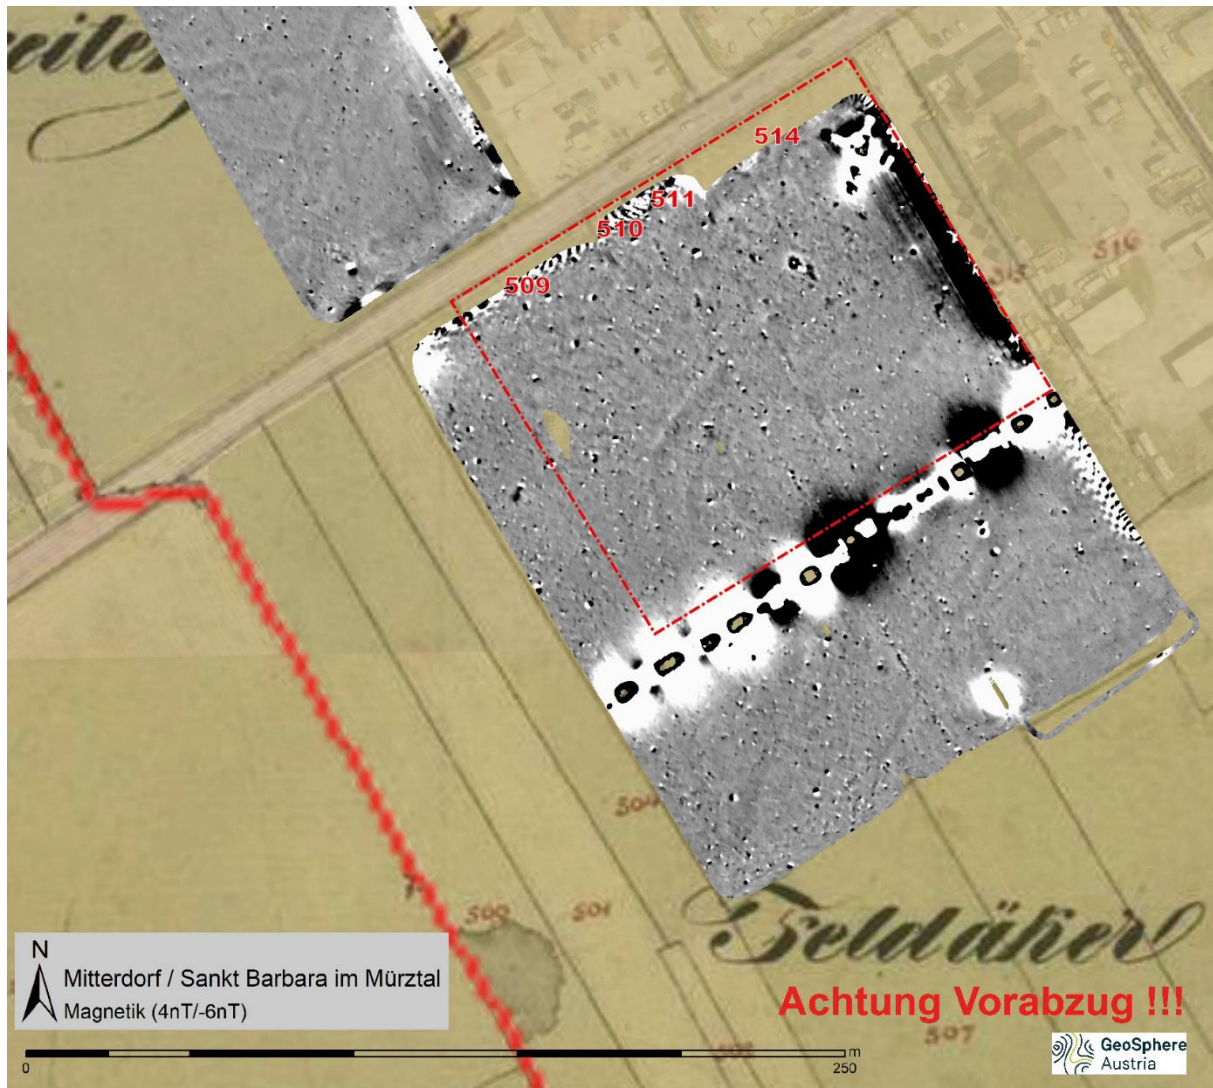 514
511
510
509
516
504
500
501
Feldäkerl
N
Mitterdorf / Sankt Barbara im Mürztal
Magnetik (4nT/-6nT)
Achtung Vorabzug !!!
507
m
0
250
GeoSphere
Austria